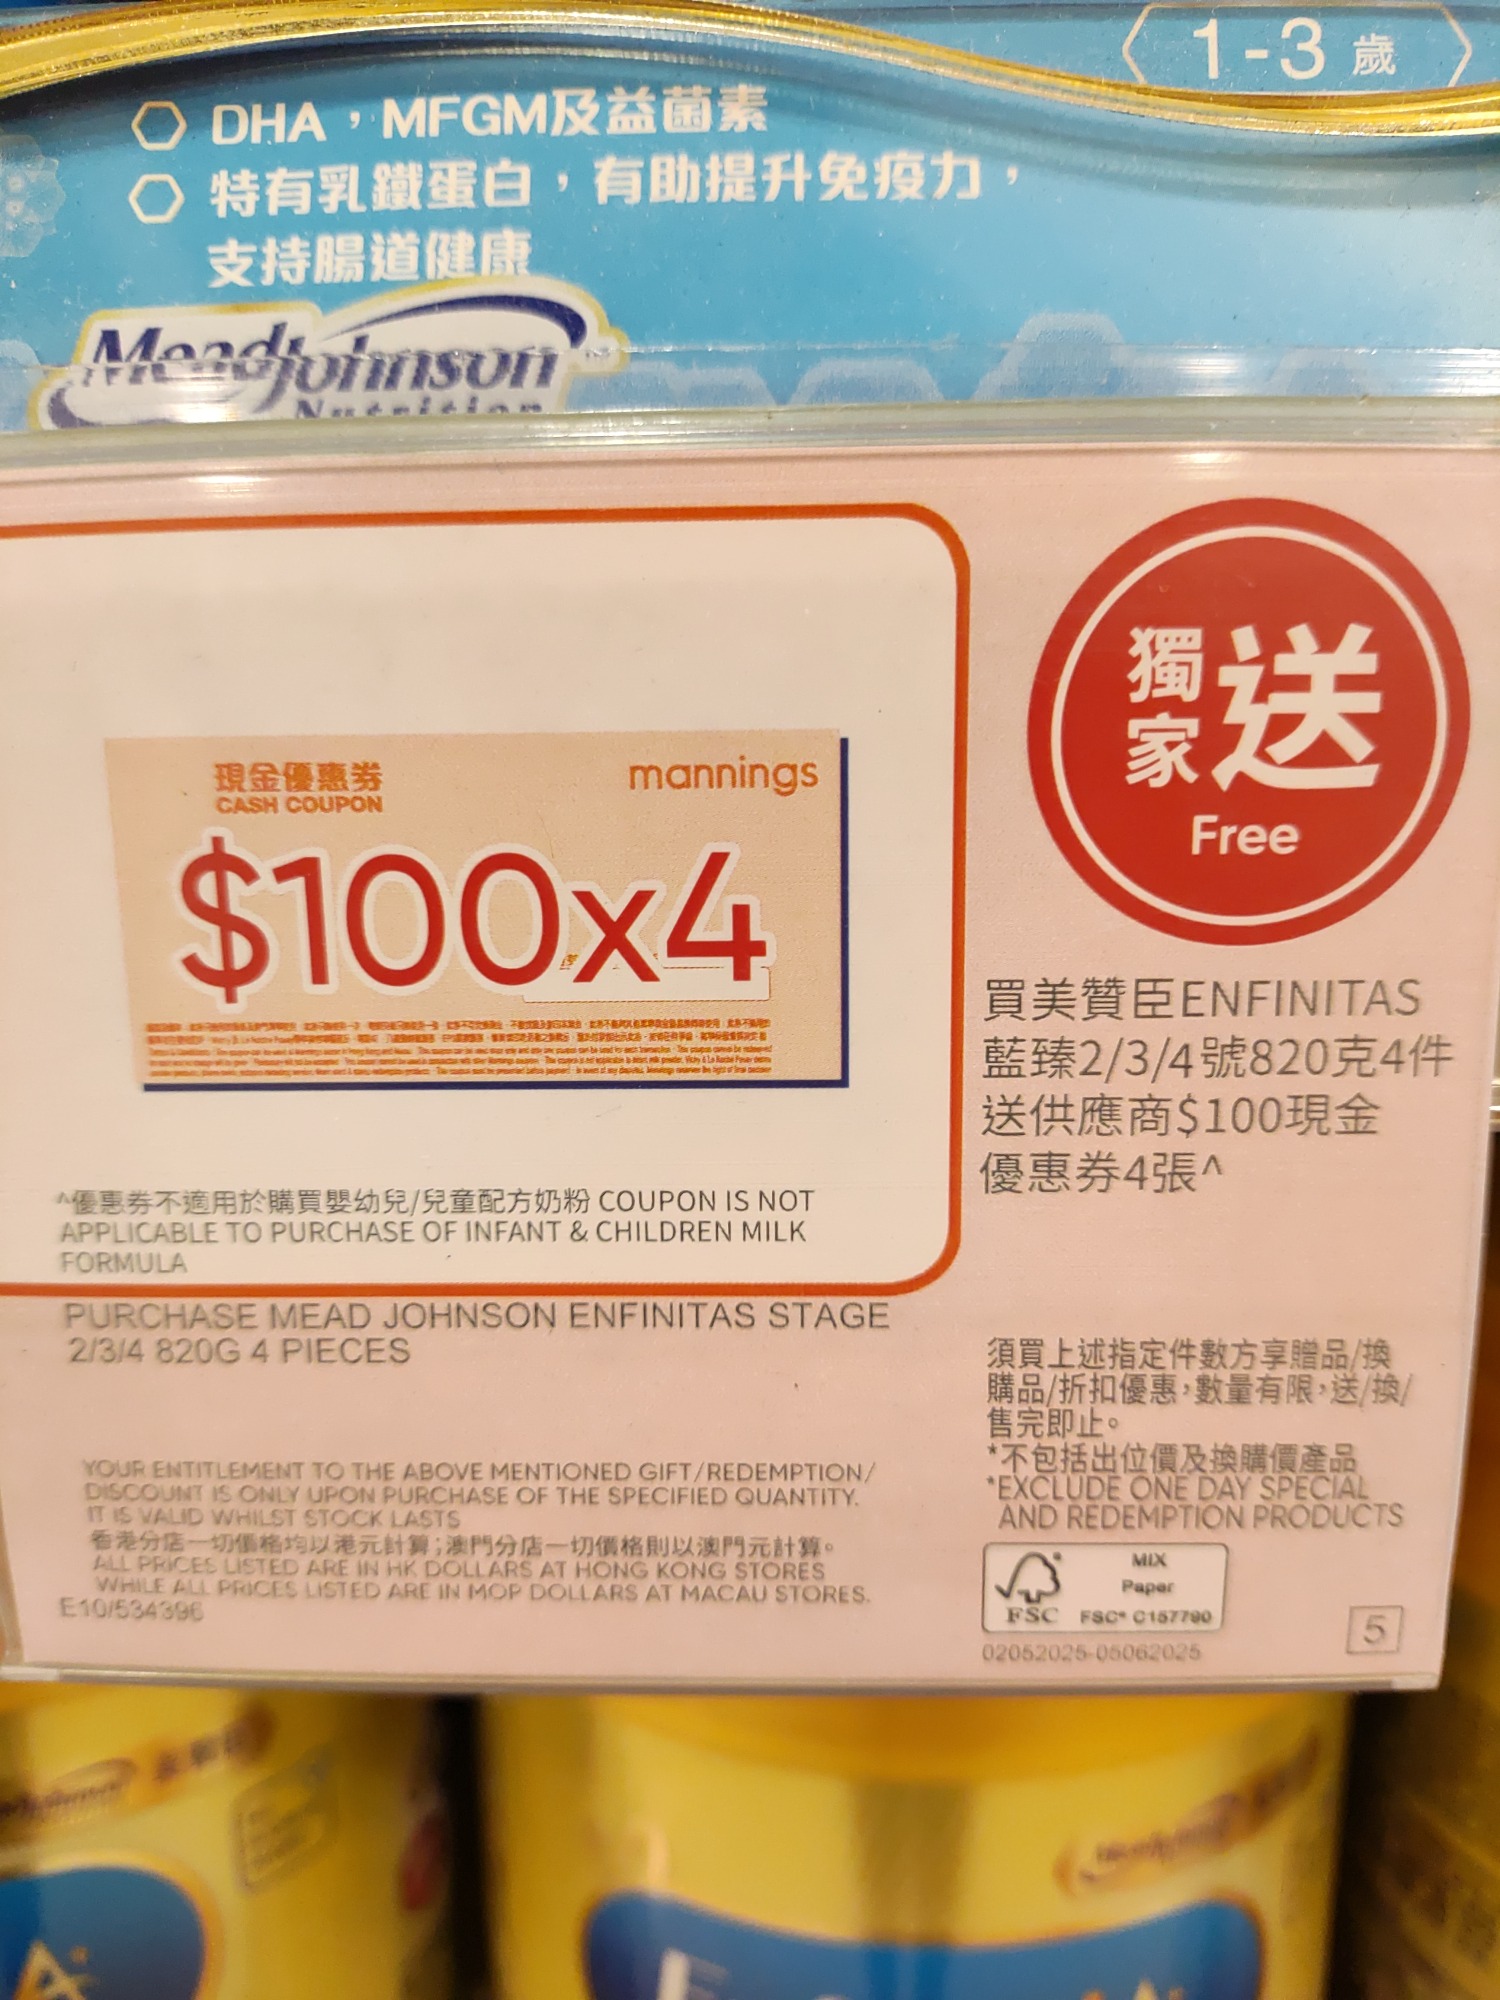 1-3 歲
DHA，MFGM及益菌素
特有乳鐵蛋白，有助提升免疫力，
支持腸道健康
MeadJohnson
Nutrition
獨家送
Free
現金優惠券
CASH COUPON
mannings
$100x4
買美贊臣ENFINITAS
藍臻2/3/4號820克4件
送供應商$100現金
優惠券4張^
^優惠券不適用於購買嬰幼兒/兒童配方奶粉 COUPON IS NOT
APPLICABLE TO PURCHASE OF INFANT & CHILDREN MILK
FORMULA
PURCHASE MEAD JOHNSON ENFINITAS STAGE
2/3/4 820G 4 PIECES
須買上述指定件數方享贈品/換
購品/折扣優惠，數量有限，送/換/
售完即止。
*不包括出位價及換購價產品
*EXCLUDE ONE DAY SPECIAL
AND REDEMPTION PRODUCTS
YOUR ENTITLEMENT TO THE ABOVE MENTIONED GIFT/REDEMPTION/
DISCOUNT IS ONLY UPON PURCHASE OF THE SPECIFIED QUANTITY.
IT IS VALID WHILST STOCK LASTS
香港分店一切價格均以港元計算；澳門分店一切價格則以澳門元計算。
ALL PRICES LISTED ARE IN HK DOLLARS AT HONG KONG STORES
WHILE ALL PRICES LISTED ARE IN MOP DOLLARS AT MACAU STORES.
E10/534396
FSC
MIX
Paper
FSC® C157790
02052025-05062025
5